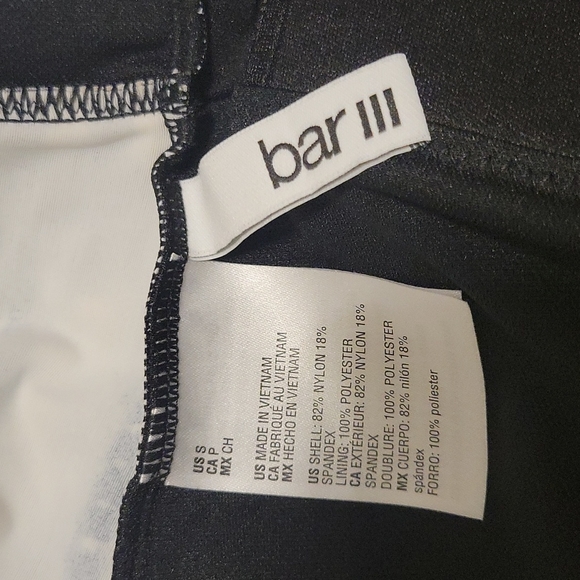 bar III
US S
CA P
MX CH
US MADE IN VIETNAM
CA FABRIQUÉ AU VIETNAM
MX HECHO EN VIETNAM
US SHELL: 82% NYLON 18%
SPANDEX
LINING: 100% POLYESTER
CA EXTÉRIEUR: 82% NYLON 18%
SPANDEX
DOUBLURE: 100% POLYESTER
MX CUERPO: 82% nilón 18%
spándex
FORRO: 100% poliester